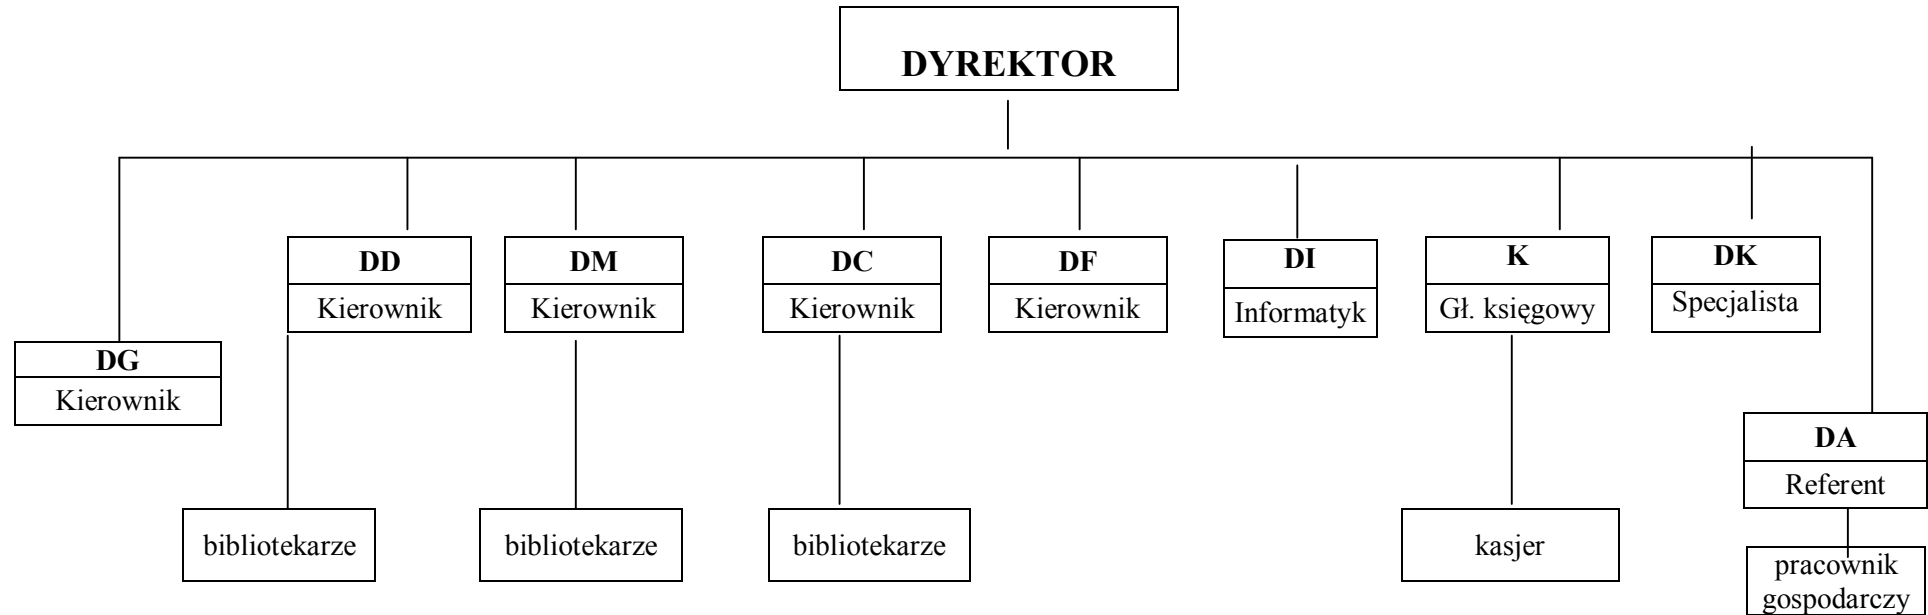 DYREKTOR
DD
Kierownik
DM
Kierownik
DC
Kierownik
DF
Kierownik
DI
Informatyk
K
Gł. księgowy
DK
Specjalista
DG
Kierownik
DA
Referent
bibliotekarze
bibliotekarze
bibliotekarze
kasjer
pracownik
gospodarczy